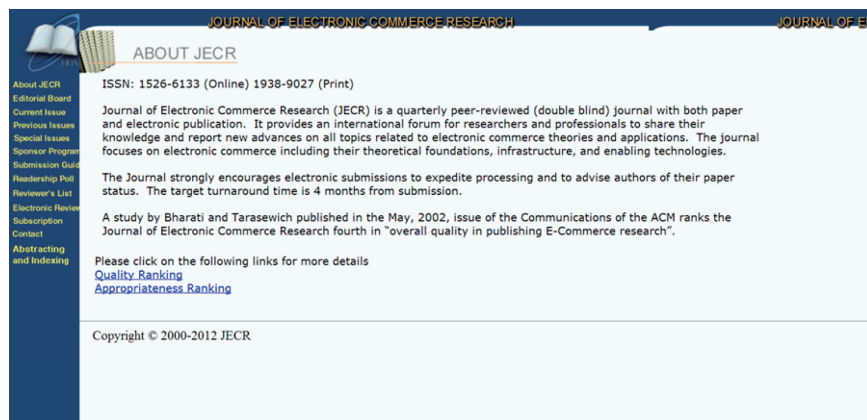 JOURNAL OF ELECTRONIC COMMERCE RESEARCH
JOURNAL OF E
ABOUT JECR
About JECR
Editorial Board
Current Issue
Previous Issues
Special Issues
Sponsor Program
Submission Guid
Readership Poll
Reviewer's List
Electronic Review
Subscription
Contact
Abstracting
and Indexing
ISSN: 1526-6133 (Online) 1938-9027 (Print)
Journal of Electronic Commerce Research (JECR) is a quarterly peer-reviewed (double blind) journal with both paper
and electronic publication. It provides an international forum for researchers and professionals to share their
knowledge and report new advances on all topics related to electronic commerce theories and applications. The journal
focuses on electronic commerce including their theoretical foundations, infrastructure, and enabling technologies.
The Journal strongly encourages electronic submissions to expedite processing and to advise authors of their paper
status. The target turnaround time is 4 months from submission.
A study by Bharati and Tarasewich published in the May, 2002, issue of the Communications of the ACM ranks the
Journal of Electronic Commerce Research fourth in “overall quality in publishing E-Commerce research”.
Please click on the following links for more details
Quality Ranking
Appropriateness Ranking
Copyright © 2000-2012 JECR